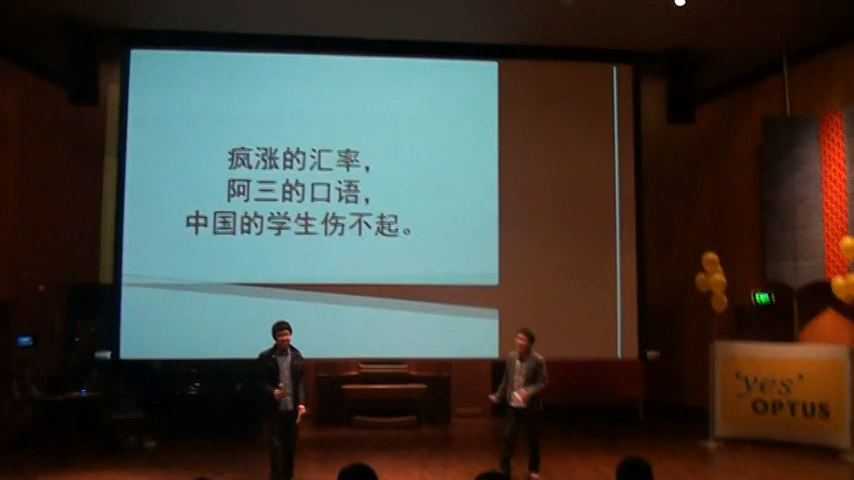 疯涨的汇率，
阿三的口语，
中国的学生伤不起。
'yes'
OPTUS